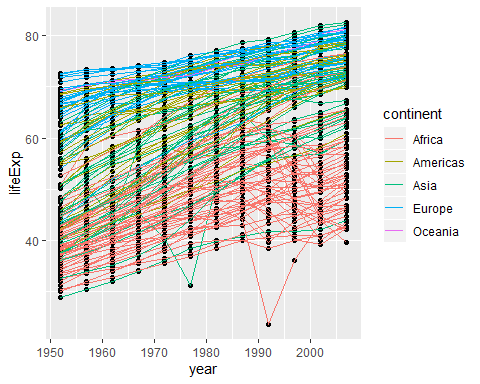 80
60
40
lifeExp
1950
1960
1970
1980
1990
2000
year
continent
Africa
Americas
Asia
Europe
Oceania